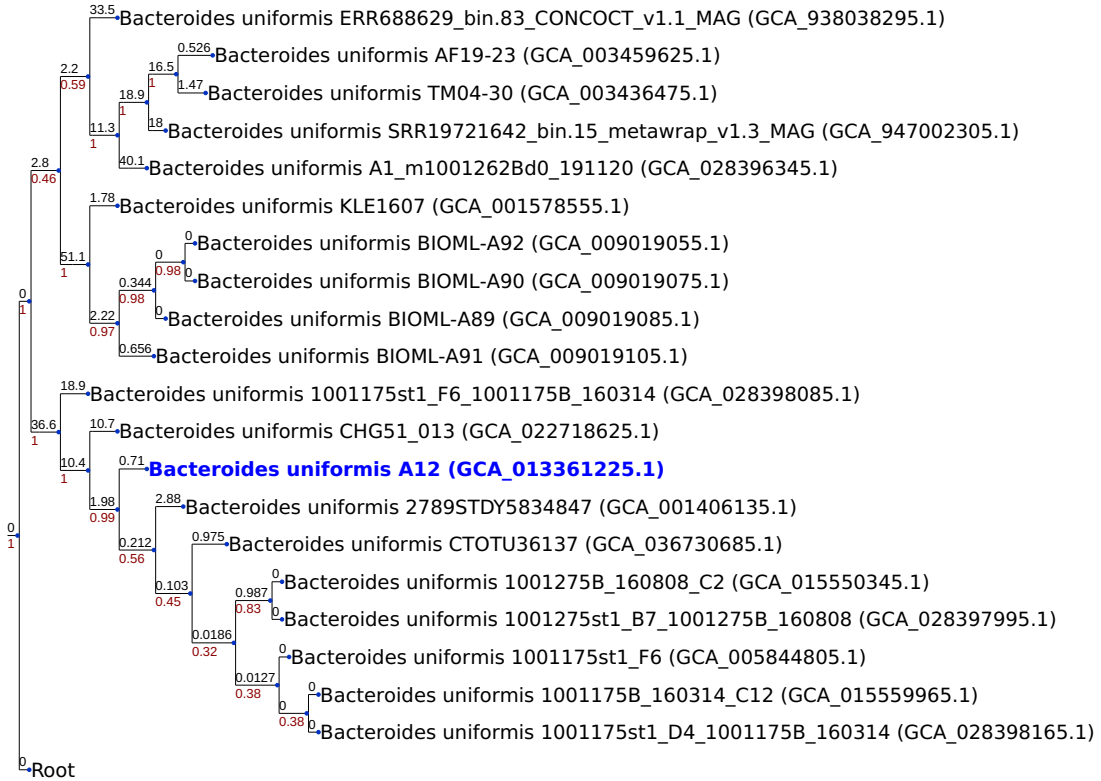 33.5 Bacteroides uniformis ERR688629_bin.83_CONCOCT_v1.1_MAG (GCA_938038295.1)
0.526 Bacteroides uniformis AF19-23 (GCA_003459625.1)
2.2 16.5
0.59 1
1.47 Bacteroides uniformis TM04-30 (GCA_003436475.1)
18.9
1
11.3 18 Bacteroides uniformis SRR19721642_bin.15_metawrap_v1.3_MAG (GCA_947002305.1)
1
2.8 40.1 Bacteroides uniformis A1_m1001262Bd0_191120 (GCA_028396345.1)
0.46
1.78 Bacteroides uniformis KLE1607 (GCA_001578555.1)
0 Bacteroides uniformis BIOML-A92 (GCA_009019055.1)
51.1 0
1 0.98
0 Bacteroides uniformis BIOML-A90 (GCA_009019075.1)
0.344
0 0.98
1
2.22 0 Bacteroides uniformis BIOML-A89 (GCA_009019085.1)
0.97
0.656 Bacteroides uniformis BIOML-A91 (GCA_009019105.1)
18.9 Bacteroides uniformis 1001175st1_F6_1001175B_160314 (GCA_028398085.1)
36.6 10.7 Bacteroides uniformis CHG51_013 (GCA_022718625.1)
1
10.4 0.71 Bacteroides uniformis A12 (GCA_013361225.1)
1
1.98 2.88 Bacteroides uniformis 2789STDY5834847 (GCA_001406135.1)
0.99
0 0.212 0.975 Bacteroides uniformis CTOTU36137 (GCA_036730685.1)
1 0.56
0.103 0 Bacteroides uniformis 1001275B_160808_C2 (GCA_015550345.1)
0.45 0.987
0.83
0 Bacteroides uniformis 1001275st1_B7_1001275B_160808 (GCA_028397995.1)
0.0186
0.32
0 Bacteroides uniformis 1001175st1_F6 (GCA_005844805.1)
0.0127
0.38
0 Bacteroides uniformis 1001175B_160314_C12 (GCA_015559965.1)
0
0.38
0 Bacteroides uniformis 1001175st1_D4_1001175B_160314 (GCA_028398165.1)
0 Root